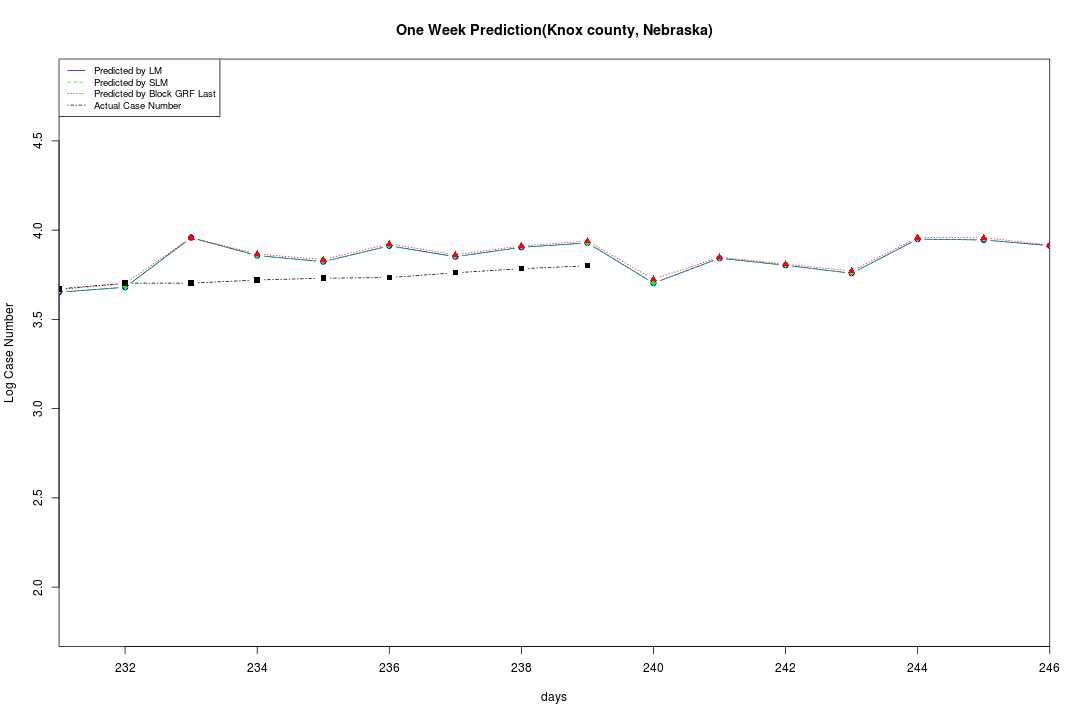 One Week Prediction(Knox county, Nebraska)
Predicted by LM
Predicted by SLM
Predicted by Block GRF Last
Actual Case Number
Log Case Number
4.5
4.0
3.5
3.0
2.5
2.0
232 234 236 238 240 242 244 246
days